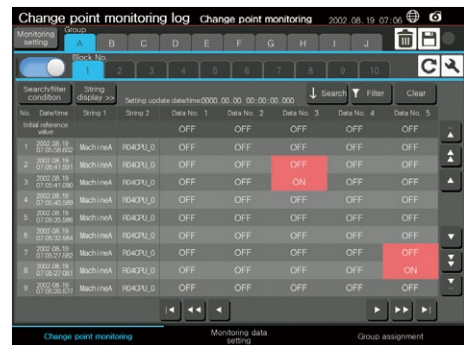 Change point monitoring log Change point monitoring 2002. 08. 19 07:06
Monitoring setting
Group
A B C D E F G H I J
Block No.
1 2 3 4 5 6 7 8 9 10
Search/filter condition
String display >>
Setting update date/time:0000. 00. 00 00:00:00. 000
Search Filter Clear
No. Date/time String 1 String 2 Data No. 1 Data No. 2 Data No. 3 Data No. 4 Data No. 5
Initial reference value OFF OFF OFF OFF OFF
1 2002.08.19 07:05:58.602 MachineA R04CPU_0 OFF OFF OFF OFF OFF
2 2002.08.19 07:05:41.591 MachineA R04CPU_0 OFF OFF OFF OFF OFF
3 2002.08.19 07:05:41.090 MachineA R04CPU_0 OFF OFF ON OFF OFF
4 2002.08.19 07:05:40.589 MachineA R04CPU_0 OFF OFF OFF OFF OFF
5 2002.08.19 07:05:35.586 MachineA R04CPU_0 OFF OFF OFF OFF OFF
6 2002.08.19 07:05:32.584 MachineA R04CPU_0 OFF OFF OFF OFF OFF
7 2002.08.19 07:05:27.582 MachineA R04CPU_0 OFF OFF OFF OFF OFF
8 2002.08.19 07:05:27.081 MachineA R04CPU_0 OFF OFF OFF OFF ON
9 2002.08.19 07:05:20.577 MachineA R04CPU_0 OFF OFF OFF OFF OFF
Change point monitoring
Monitoring data setting
Group assignment